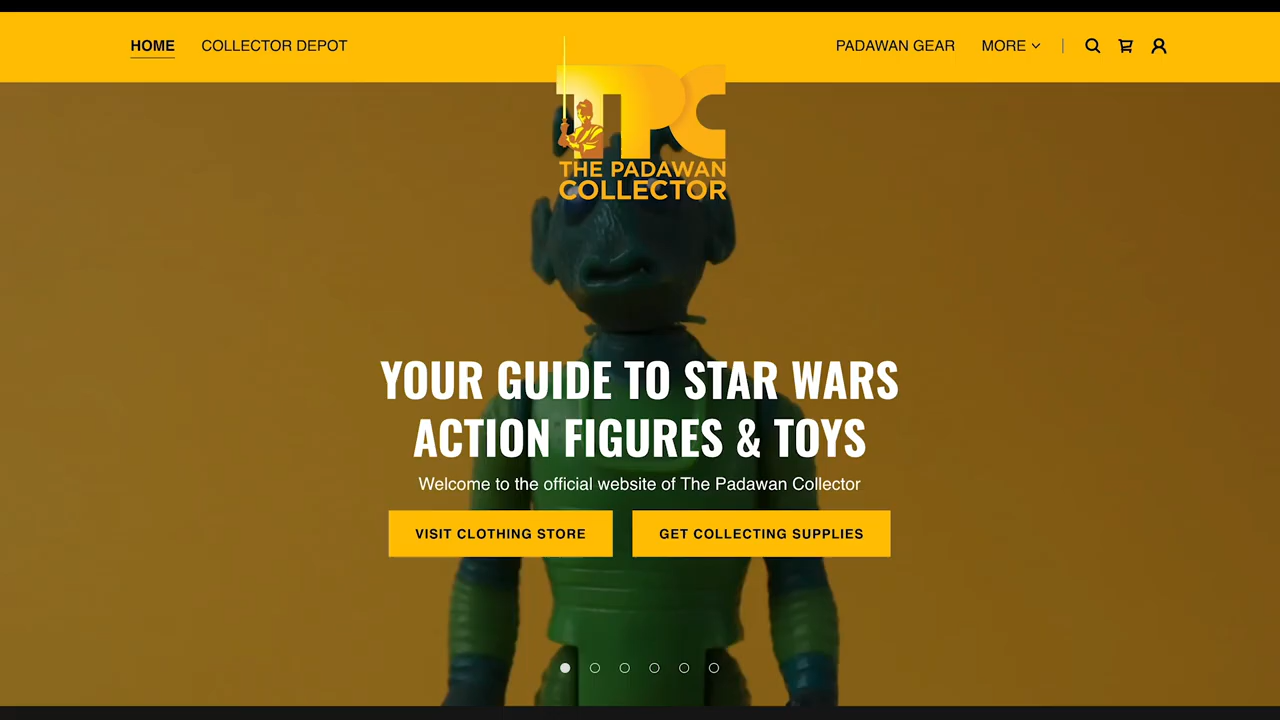 HOME
COLLECTOR DEPOT
PADAWAN GEAR
MORE
TPC
THE PADAWAN
COLLECTOR
YOUR GUIDE TO STAR WARS
ACTION FIGURES & TOYS
Welcome to the official website of The Padawan Collector
VISIT CLOTHING STORE
GET COLLECTING SUPPLIES